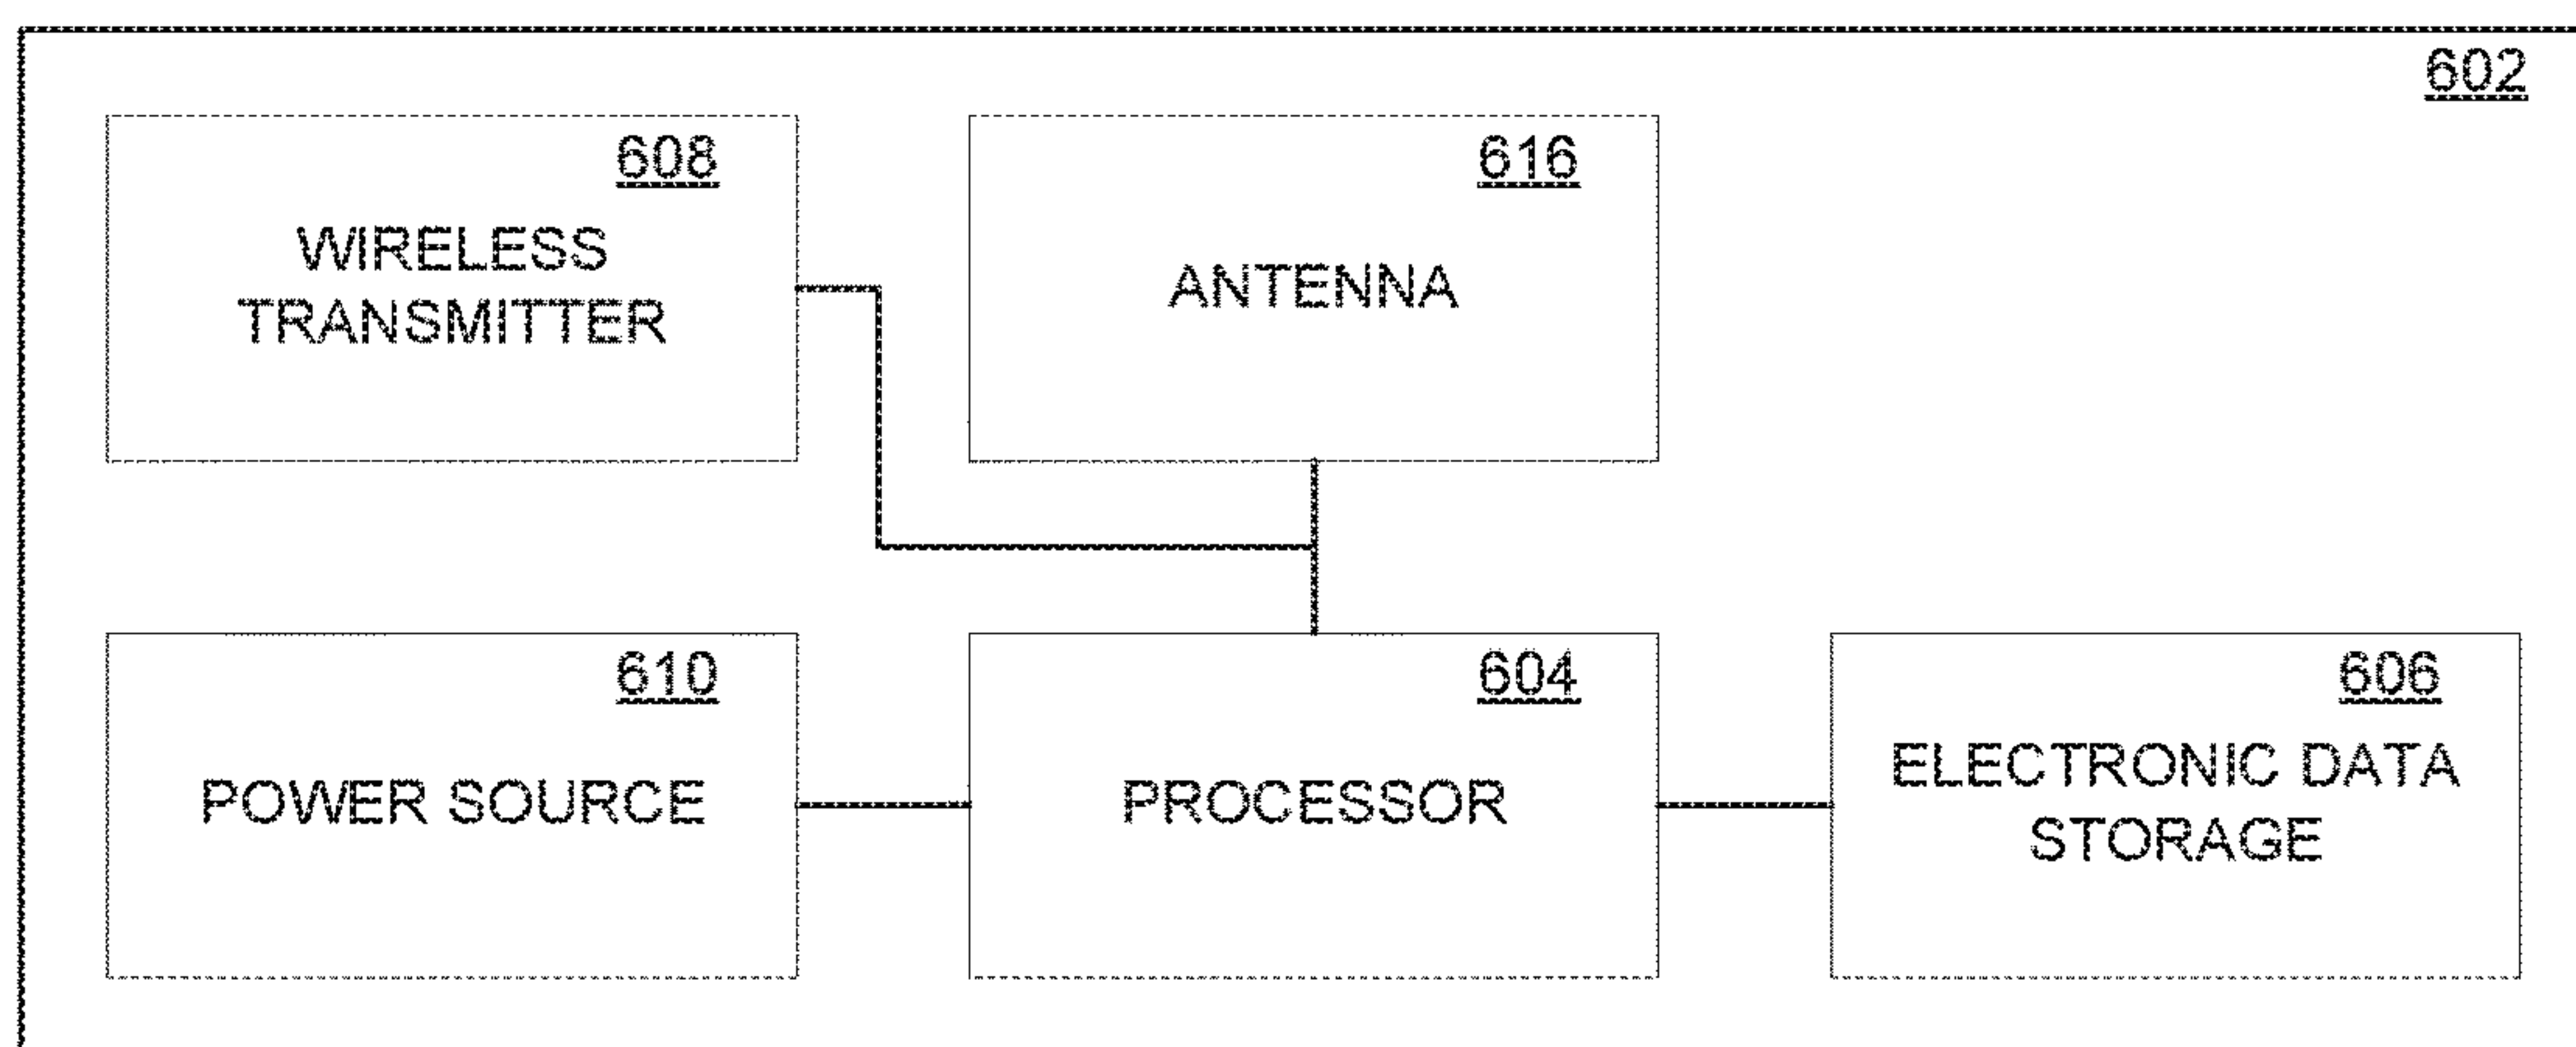 602
608
WIRELESS
TRANSMITTER
616
ANTENNA
610
POWER SOURCE
604
PROCESSOR
606
ELECTRONIC DATA
STORAGE